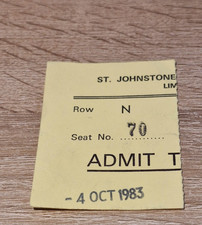 ST. JOHNSTONE
LIM
Row N
Seat No. 70
ADMIT T
- 4 OCT 1983